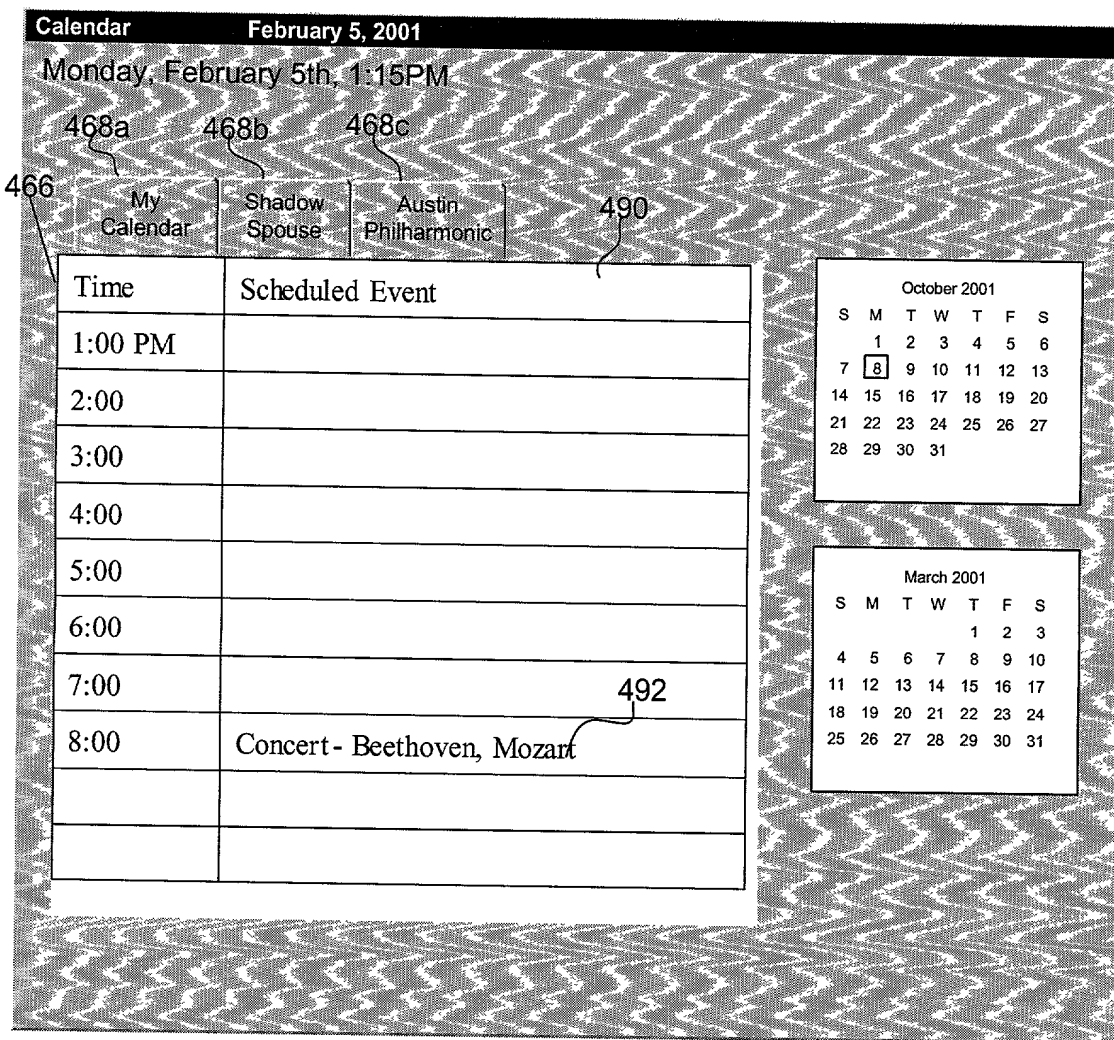 Calendar February 5, 2001
Monday, February 5th, 1:15PM
468a 468b 468c
466
My Calendar
Shadow Spouse
Austin Philharmonic
490
Time Scheduled Event
1:00 PM
2:00
3:00
4:00
5:00
6:00
7:00
492
8:00 Concert - Beethoven, Mozart
October 2001
S M T W T F S
1 2 3 4 5 6
7 8 9 10 11 12 13
14 15 16 17 18 19 20
21 22 23 24 25 26 27
28 29 30 31
March 2001
S M T W T F S
1 2 3
4 5 6 7 8 9 10
11 12 13 14 15 16 17
18 19 20 21 22 23 24
25 26 27 28 29 30 31